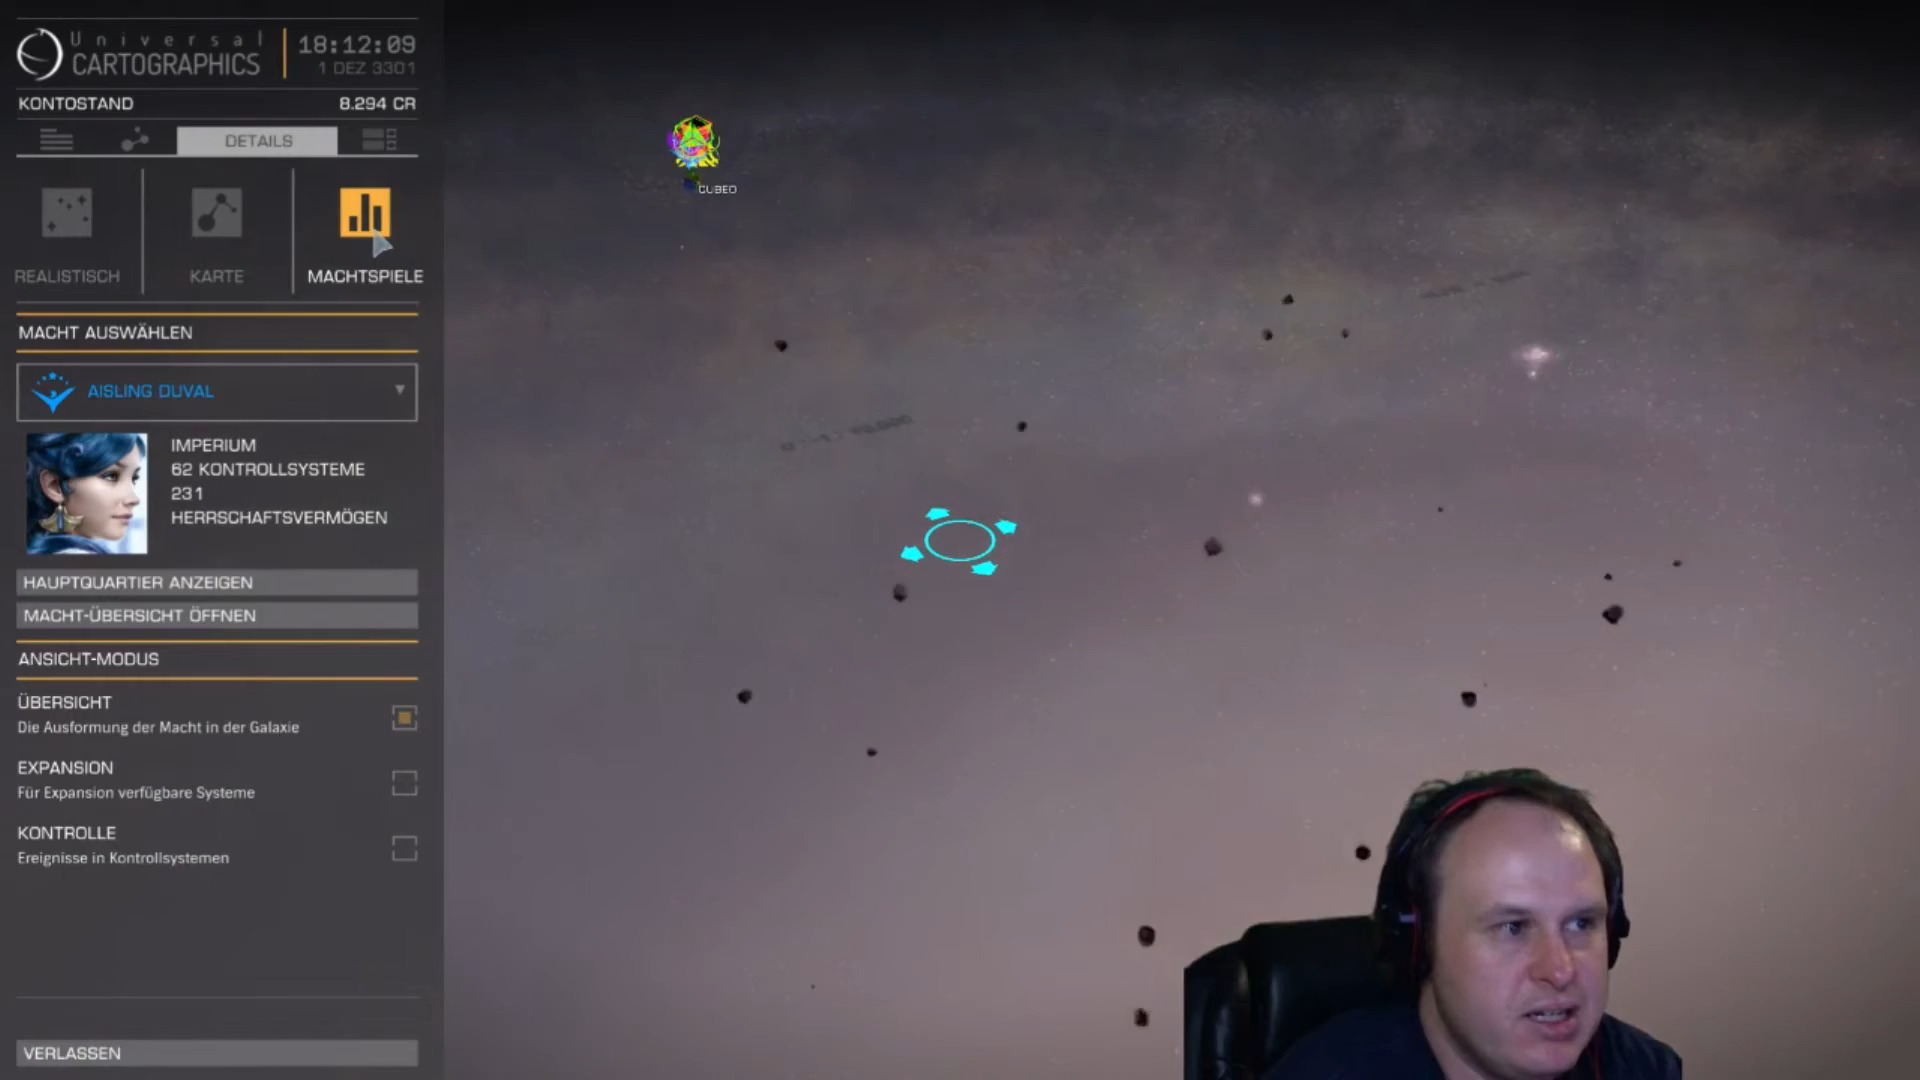 Universal
CARTOGRAPHICS
18:12:09
1 DEZ 3301
KONTOSTAND 8.294 CR
DETAILS
REALISTISCH KARTE MACHTSPIELE
MACHT AUSWÄHLEN
AISLING DUVAL
IMPERIUM
62 KONTROLLSYSTEME
231
HERRSCHAFTSVERMÖGEN
HAUPTQUARTIER ANZEIGEN
MACHT-ÜBERSICHT ÖFFNEN
ANSICHT-MODUS
ÜBERSICHT
Die Ausformung der Macht in der Galaxie
EXPANSION
Für Expansion verfügbare Systeme
KONTROLLE
Ereignisse in Kontrollsystemen
VERLASSEN
CUBEO